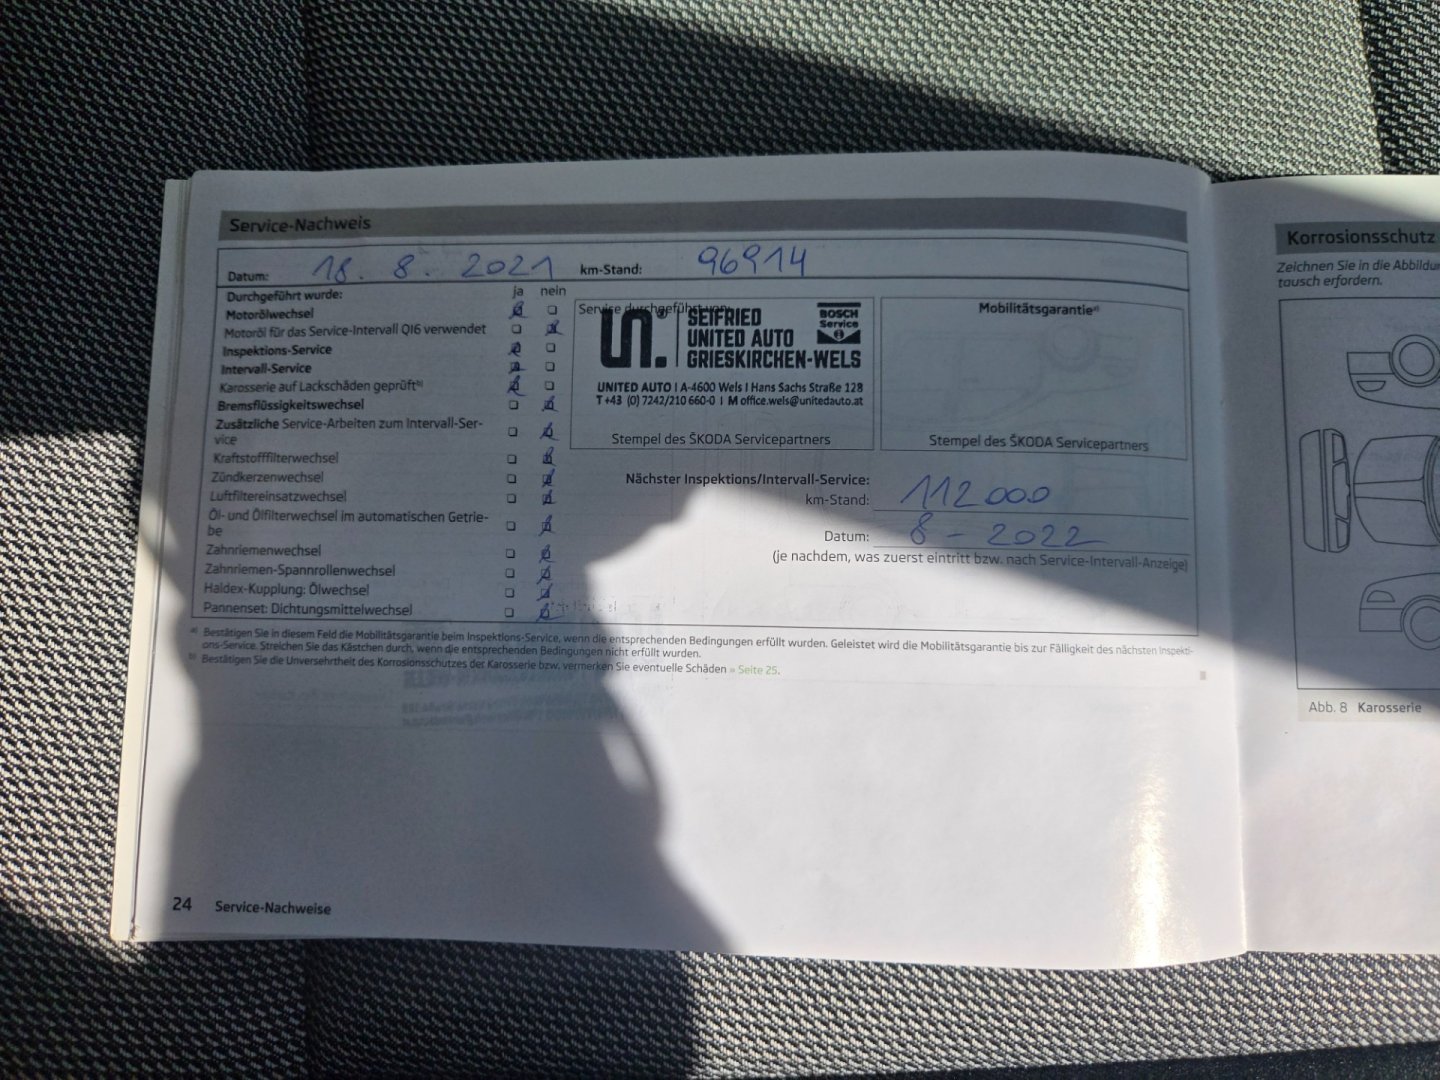 Service-Nachweis
Datum: 18. 8. 2021 km-Stand: 96914
Durchgeführt wurde: ja nein
Motorölwechsel
Motoröl für das Service-Intervall QI6 verwendet
Inspektions-Service
Intervall-Service
Karosserie auf Lackschäden geprüft b)
Bremsflüssigkeitswechsel
Zusätzliche Service-Arbeiten zum Intervall-Ser-
vice
Kraftstofffilterwechsel
Zündkerzenwechsel
Luftfiltereinsatzwechsel
Öl- und Ölfilterwechsel im automatischen Getrie-
be
Zahnriemenwechsel
Zahnriemen-Spannrollenwechsel
Haldex-Kupplung: Ölwechsel
Pannenset: Dichtungsmittelwechsel
Service durchgeführt von:
UN.
SEIFRIED
UNITED AUTO
GRIESKIRCHEN-WELS
BOSCH
Service
UNITED AUTO | A-4600 Wels | Hans Sachs Straße 128
T +43 (0) 7242/210 660-0 | M office.wels@unitedauto.at
Stempel des ŠKODA Servicepartners
Mobilitätsgarantie a)
Stempel des ŠKODA Servicepartners
Nächster Inspektions/Intervall-Service:
km-Stand: 112 000
Datum: 8 - 2022
(je nachdem, was zuerst eintritt bzw. nach Service-Intervall-Anzeige)
a) Bestätigen Sie in diesem Feld die Mobilitätsgarantie beim Inspektions-Service, wenn die entsprechenden Bedingungen erfüllt wurden. Geleistet wird die Mobilitätsgarantie bis zur Fälligkeit des nächsten Inspekti-
ons-Service. Streichen Sie das Kästchen durch, wenn die entsprechenden Bedingungen nicht erfüllt wurden.
b) Bestätigen Sie die Unversehrtheit des Korrosionsschutzes der Karosserie bzw. vermerken Sie eventuelle Schäden » Seite 25.
24 Service-Nachweise
Korrosionsschutz
Zeichnen Sie in die Abbildu
tausch erfordern.
Abb. 8 Karosserie